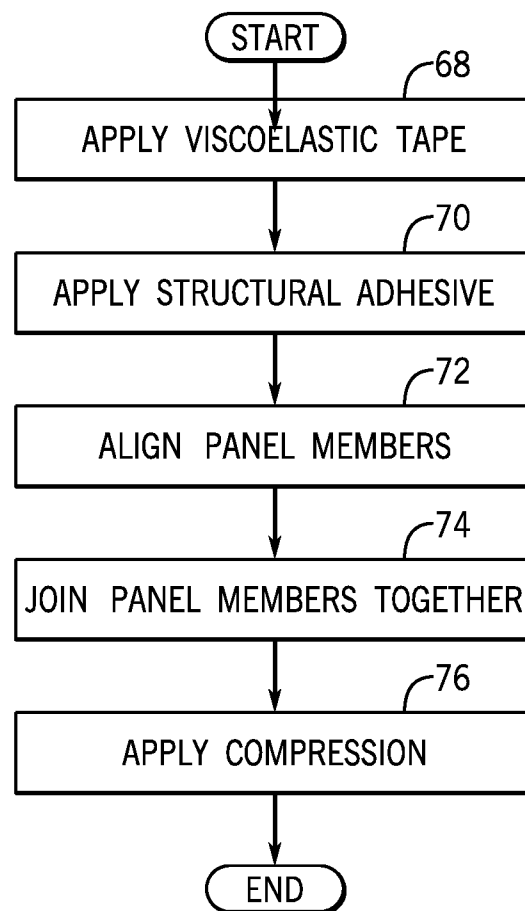 START
68
APPLY VISCOELASTIC TAPE
70
APPLY STRUCTURAL ADHESIVE
72
ALIGN PANEL MEMBERS
74
JOIN PANEL MEMBERS TOGETHER
76
APPLY COMPRESSION
END